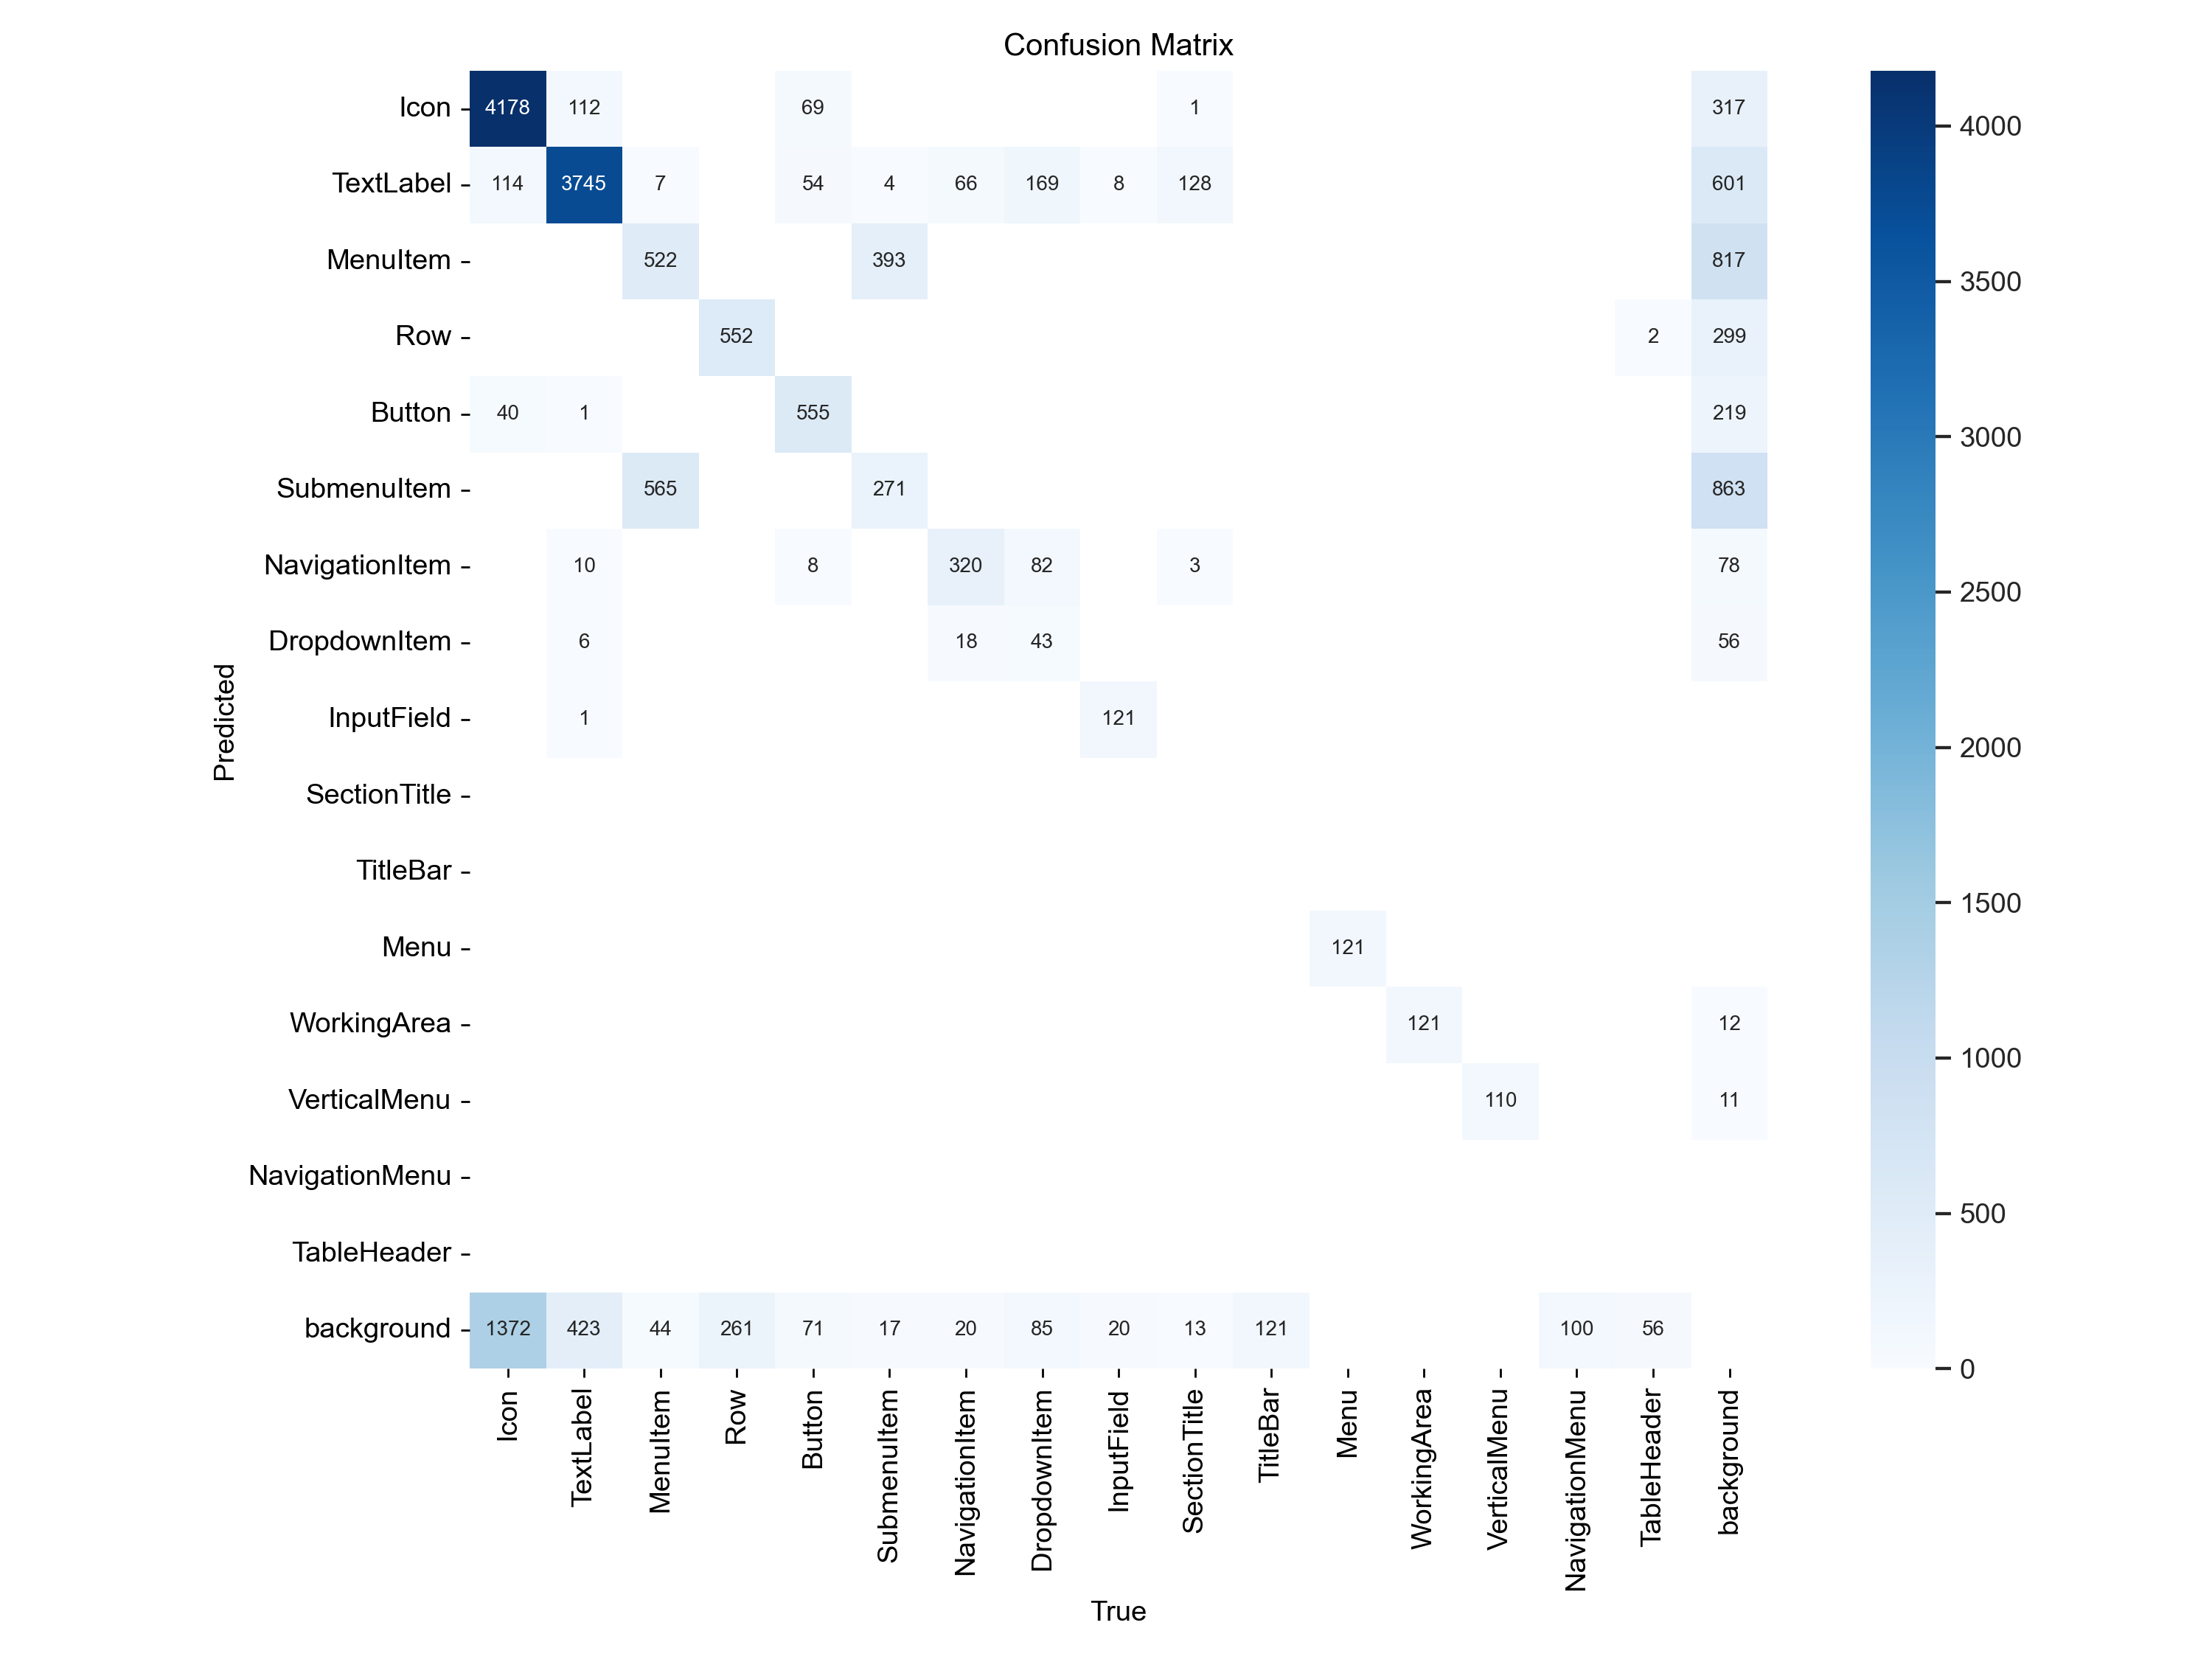 Confusion Matrix
Icon 4178 112 69 1 317
TextLabel 114 3745 7 54 4 66 169 8 128 601
MenuItem 522 393 817
Row 552 2 299
Button 40 1 555 219
SubmenuItem 565 271 863
NavigationItem 10 8 320 82 3 78
DropdownItem 6 18 43 56
InputField 1 121
SectionTitle
TitleBar
Menu 121
WorkingArea 121 12
VerticalMenu 110 11
NavigationMenu
TableHeader
background 1372 423 44 261 71 17 20 85 20 13 121 100 56
Predicted
Icon
TextLabel
MenuItem
Row
Button
SubmenuItem
NavigationItem
DropdownItem
InputField
SectionTitle
TitleBar
Menu
WorkingArea
VerticalMenu
NavigationMenu
TableHeader
background
True
4000
3500
3000
2500
2000
1500
1000
500
0